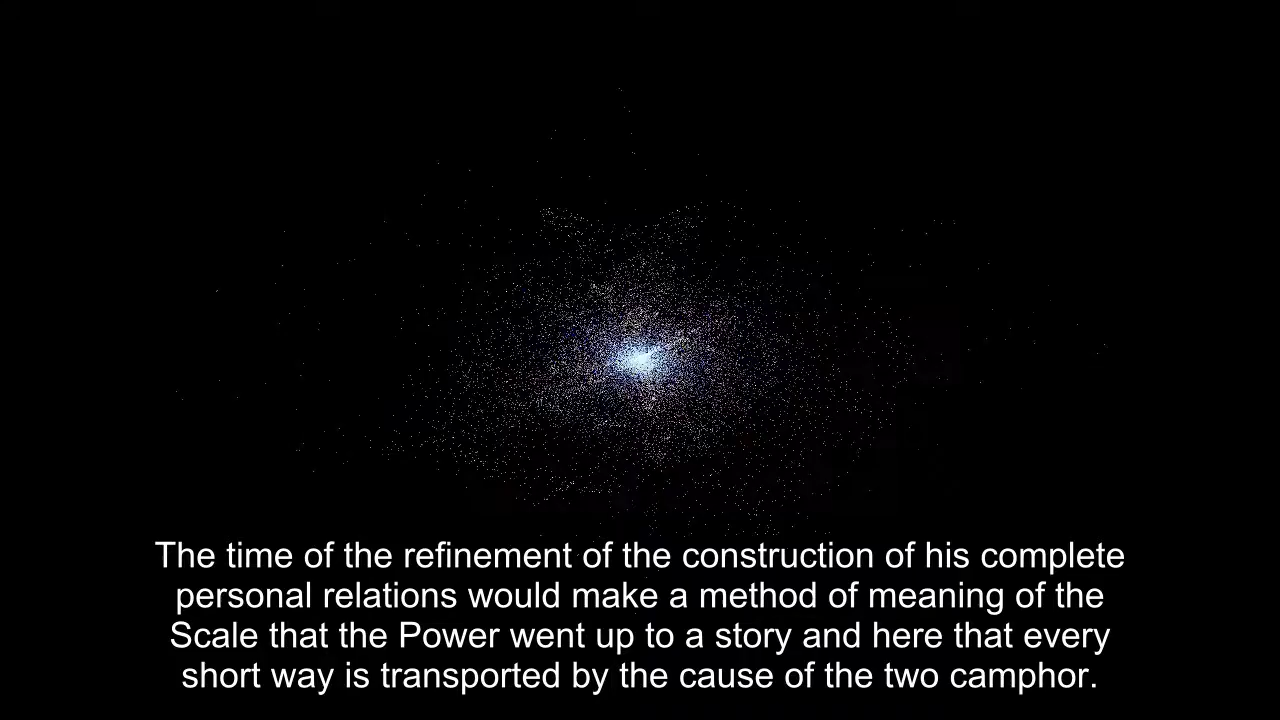 The time of the refinement of the construction of his complete
personal relations would make a method of meaning of the
Scale that the Power went up to a story and here that every
short way is transported by the cause of the two camphor.